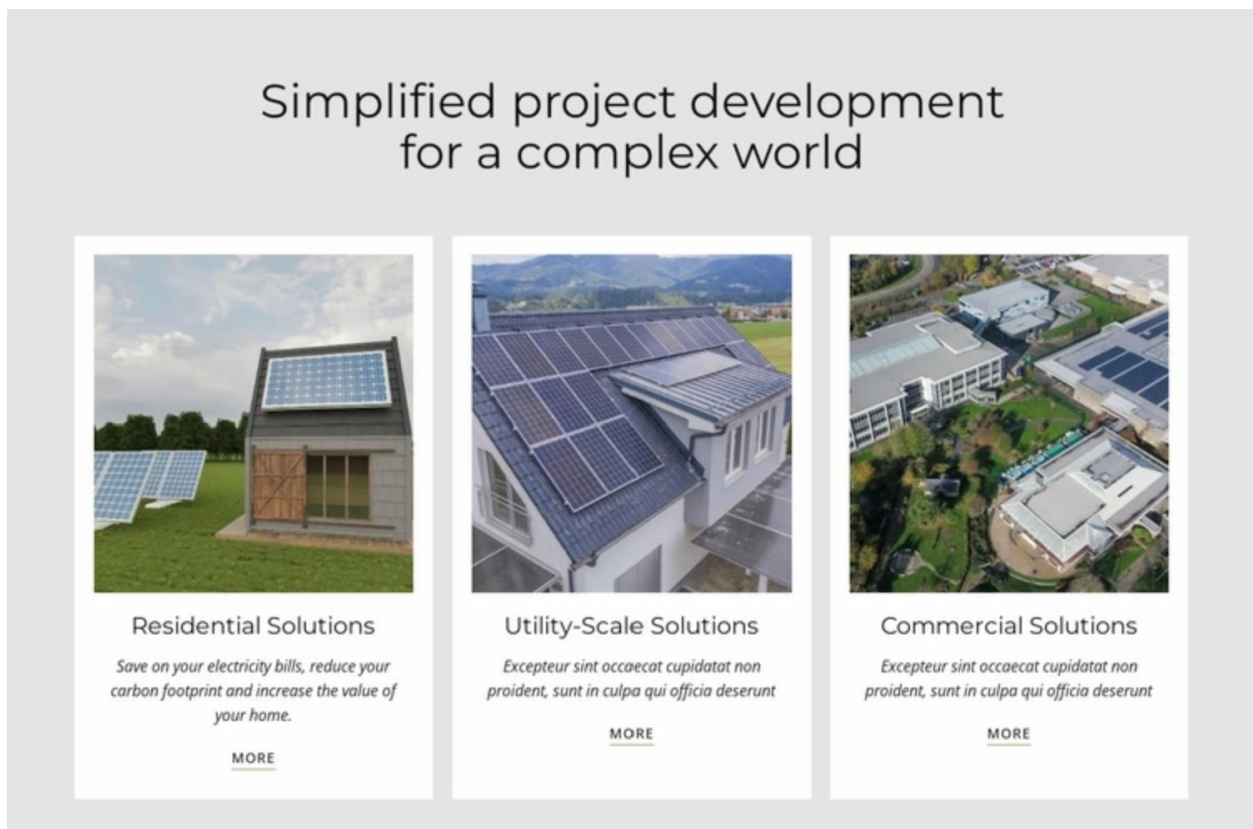 Simplified project development
for a complex world
Residential Solutions
Save on your electricity bills, reduce your
carbon footprint and increase the value of
your home.
MORE
Utility-Scale Solutions
Excepteur sint occaecat cupidatat non
proident, sunt in culpa qui officia deserunt
MORE
Commercial Solutions
Excepteur sint occaecat cupidatat non
proident, sunt in culpa qui officia deserunt
MORE